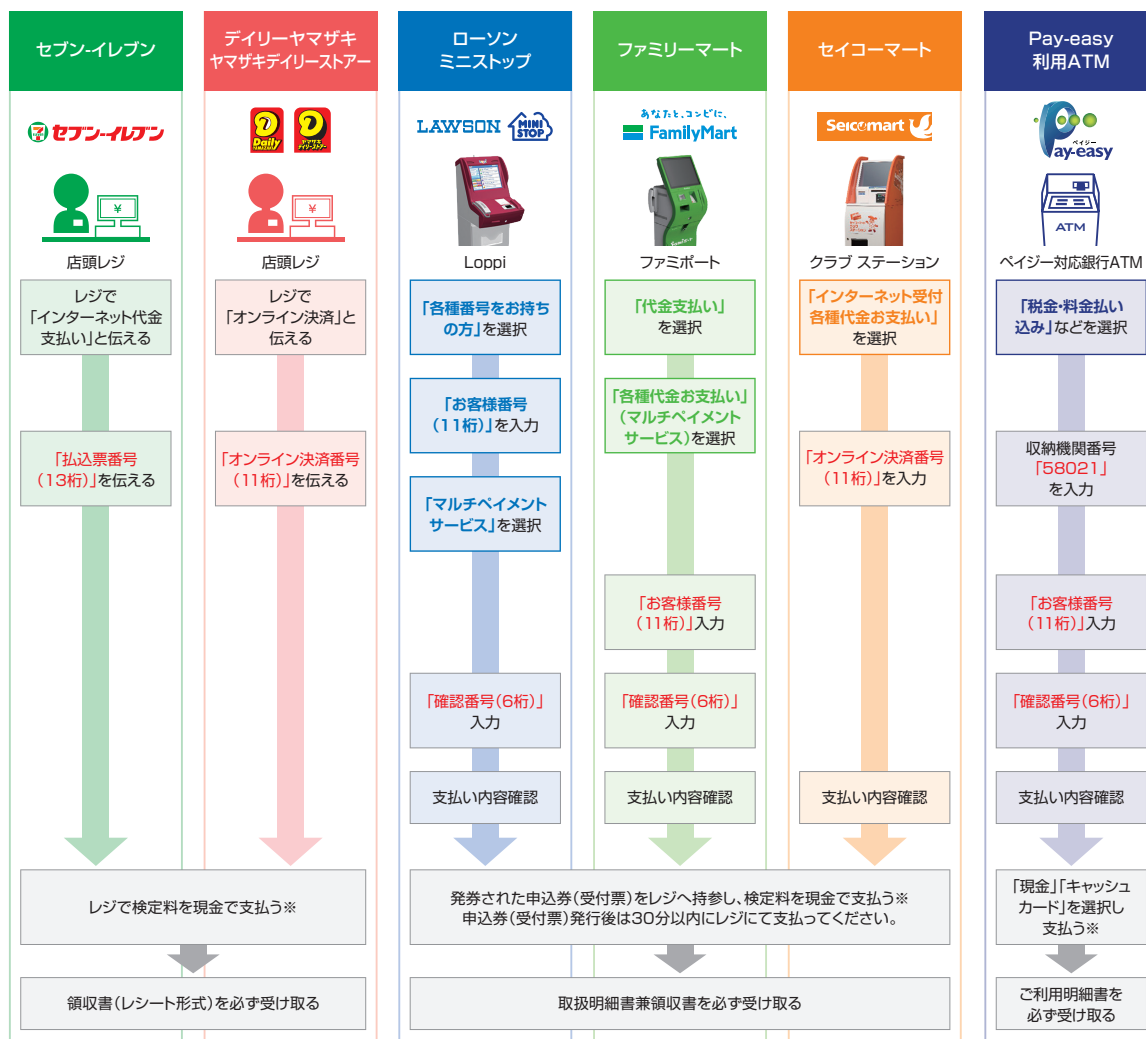 セブン-イレブン
デイリーヤマザキ
ヤマザキデイリーストアー
ローソン
ミニストップ
ファミリーマート
セイコーマート
Pay-easy
利用ATM
セブン-イレブン
Daily
YAMAZAKI
ヤマザキ
デイリーストアー
LAWSON
MINI
STOP
あなたと、コンビに、
FamilyMart
Seicomart
ペイジー
Pay-easy
¥
¥
ATM
店頭レジ
店頭レジ
Loppi
ファミポート
クラブ ステーション
ペイジー対応銀行ATM
レジで
「インターネット代金
支払い」と伝える
「払込票番号
(13桁)」を伝える
レジで
「オンライン決済」と
伝える
「オンライン決済番号
(11桁)」を伝える
「各種番号をお持ち
の方」を選択
「お客様番号
(11桁)」を入力
「マルチペイメント
サービス」を選択
「確認番号(6桁)」
入力
支払い内容確認
「代金支払い」
を選択
「各種代金お支払い」
(マルチペイメント
サービス)を選択
「お客様番号
(11桁)」入力
「確認番号(6桁)」
入力
支払い内容確認
「インターネット受付
各種代金お支払い」
を選択
「オンライン決済番号
(11桁)」を入力
支払い内容確認
「税金・料金払い
込み」などを選択
収納機関番号
「58021」
を入力
「お客様番号
(11桁)」入力
「確認番号(6桁)」
入力
支払い内容確認
レジで検定料を現金で支払う※
発券された申込券(受付票)をレジへ持参し、検定料を現金で支払う※
申込券(受付票)発行後は30分以内にレジにて支払ってください。
「現金」「キャッシュ
カード」を選択し
支払う※
領収書(レシート形式)を必ず受け取る
取扱明細書兼領収書を必ず受け取る
ご利用明細書を
必ず受け取る